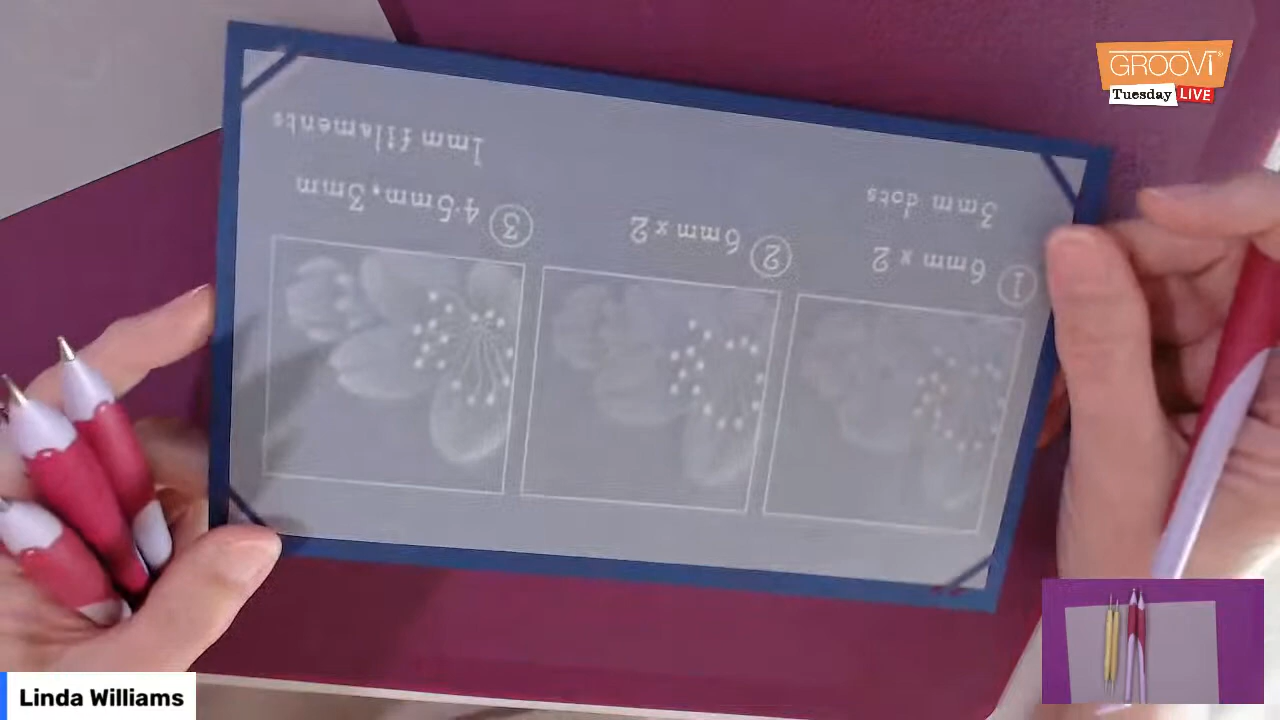 GROOVI®
Tuesday LIVE
① 6mm x 2
3mm dots
② 6mm x 2
③ 4·5mm, 3mm
1mm filaments
Linda Williams